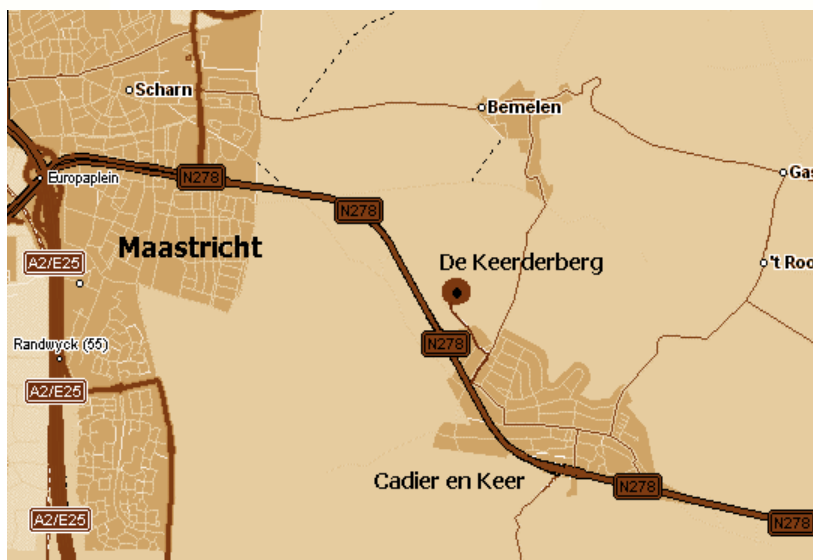 Scharn
Bemelen
Europaplein
N278
Gas
N278
Maastricht
A2/E25
De Keerderberg
't Roo
Randwyck (55)
N278
A2/E25
Cadier en Keer
N278
A2/E25
N278